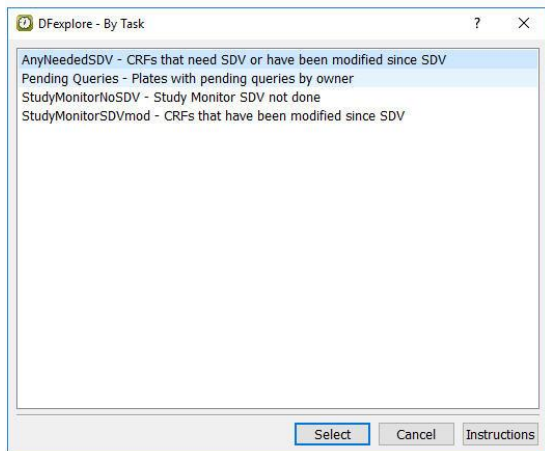 DFexplore - By Task
?
AnyNeededSDV - CRFs that need SDV or have been modified since SDV
Pending Queries - Plates with pending queries by owner
StudyMonitorNoSDV - Study Monitor SDV not done
StudyMonitorSDVmod - CRFs that have been modified since SDV
Select Cancel Instructions